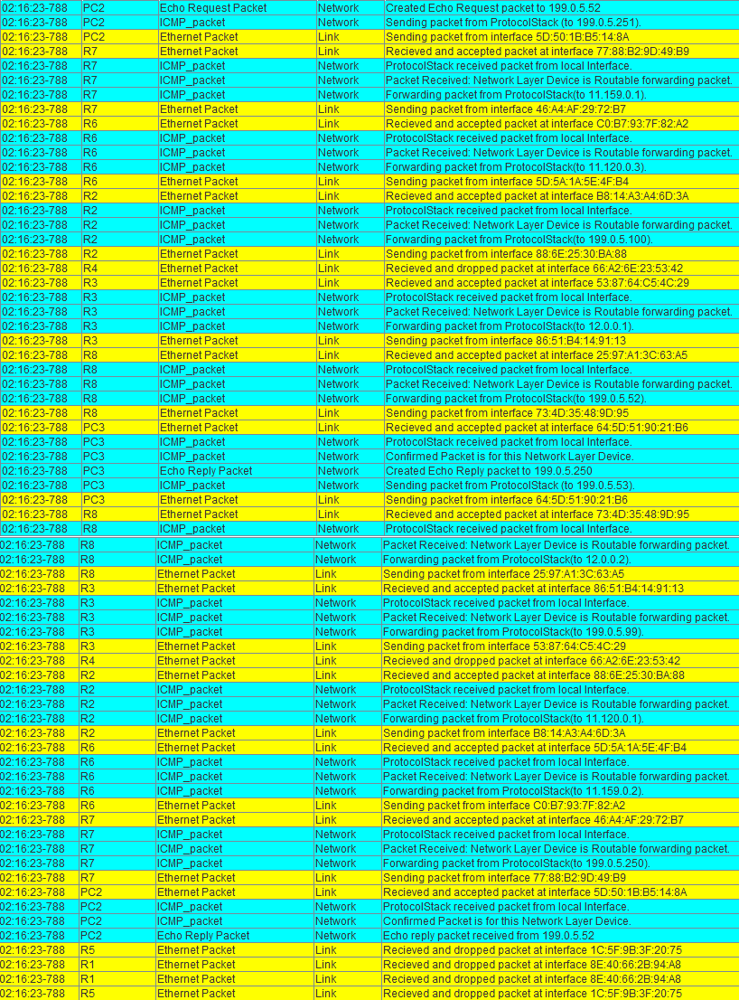 02:16:23-788 PC2 Echo Request Packet Network Created Echo Request packet to 199.0.5.52
02:16:23-788 PC2 ICMP_packet Network Sending packet from ProtocolStack (to 199.0.5.251).
02:16:23-788 PC2 Ethernet Packet Link Sending packet from interface 5D:50:1B:B5:14:8A
02:16:23-788 R7 Ethernet Packet Link Recieved and accepted packet at interface 77:88:B2:9D:49:B9
02:16:23-788 R7 ICMP_packet Network ProtocolStack received packet from local Interface.
02:16:23-788 R7 ICMP_packet Network Packet Received: Network Layer Device is Routable forwarding packet.
02:16:23-788 R7 ICMP_packet Network Forwarding packet from ProtocolStack(to 11.159.0.1).
02:16:23-788 R7 Ethernet Packet Link Sending packet from interface 46:A4:AF:29:72:B7
02:16:23-788 R6 Ethernet Packet Link Recieved and accepted packet at interface C0:B7:93:7F:82:A2
02:16:23-788 R6 ICMP_packet Network ProtocolStack received packet from local Interface.
02:16:23-788 R6 ICMP_packet Network Packet Received: Network Layer Device is Routable forwarding packet.
02:16:23-788 R6 ICMP_packet Network Forwarding packet from ProtocolStack(to 11.120.0.3).
02:16:23-788 R6 Ethernet Packet Link Sending packet from interface 5D:5A:1A:5E:4F:B4
02:16:23-788 R2 Ethernet Packet Link Recieved and accepted packet at interface B8:14:A3:A4:6D:3A
02:16:23-788 R2 ICMP_packet Network ProtocolStack received packet from local Interface.
02:16:23-788 R2 ICMP_packet Network Packet Received: Network Layer Device is Routable forwarding packet.
02:16:23-788 R2 ICMP_packet Network Forwarding packet from ProtocolStack(to 199.0.5.100).
02:16:23-788 R2 Ethernet Packet Link Sending packet from interface 88:6E:25:30:BA:88
02:16:23-788 R4 Ethernet Packet Link Recieved and dropped packet at interface 66:A2:6E:23:53:42
02:16:23-788 R3 Ethernet Packet Link Recieved and accepted packet at interface 53:87:64:C5:4C:29
02:16:23-788 R3 ICMP_packet Network ProtocolStack received packet from local Interface.
02:16:23-788 R3 ICMP_packet Network Packet Received: Network Layer Device is Routable forwarding packet.
02:16:23-788 R3 ICMP_packet Network Forwarding packet from ProtocolStack(to 12.0.0.1).
02:16:23-788 R3 Ethernet Packet Link Sending packet from interface 86:51:B4:14:91:13
02:16:23-788 R8 Ethernet Packet Link Recieved and accepted packet at interface 25:97:A1:3C:63:A5
02:16:23-788 R8 ICMP_packet Network ProtocolStack received packet from local Interface.
02:16:23-788 R8 ICMP_packet Network Packet Received: Network Layer Device is Routable forwarding packet.
02:16:23-788 R8 ICMP_packet Network Forwarding packet from ProtocolStack(to 199.0.5.52).
02:16:23-788 R8 Ethernet Packet Link Sending packet from interface 73:4D:35:48:9D:95
02:16:23-788 PC3 Ethernet Packet Link Recieved and accepted packet at interface 64:5D:51:90:21:B6
02:16:23-788 PC3 ICMP_packet Network ProtocolStack received packet from local Interface.
02:16:23-788 PC3 ICMP_packet Network Confirmed Packet is for this Network Layer Device.
02:16:23-788 PC3 Echo Reply Packet Network Created Echo Reply packet to 199.0.5.250
02:16:23-788 PC3 ICMP_packet Network Sending packet from ProtocolStack (to 199.0.5.53).
02:16:23-788 PC3 Ethernet Packet Link Sending packet from interface 64:5D:51:90:21:B6
02:16:23-788 R8 Ethernet Packet Link Recieved and accepted packet at interface 73:4D:35:48:9D:95
02:16:23-788 R8 ICMP_packet Network ProtocolStack received packet from local Interface.
02:16:23-788 R8 ICMP_packet Network Packet Received: Network Layer Device is Routable forwarding packet.
02:16:23-788 R8 ICMP_packet Network Forwarding packet from ProtocolStack(to 12.0.0.2).
02:16:23-788 R8 Ethernet Packet Link Sending packet from interface 25:97:A1:3C:63:A5
02:16:23-788 R3 Ethernet Packet Link Recieved and accepted packet at interface 86:51:B4:14:91:13
02:16:23-788 R3 ICMP_packet Network ProtocolStack received packet from local Interface.
02:16:23-788 R3 ICMP_packet Network Packet Received: Network Layer Device is Routable forwarding packet.
02:16:23-788 R3 ICMP_packet Network Forwarding packet from ProtocolStack(to 199.0.5.99).
02:16:23-788 R3 Ethernet Packet Link Sending packet from interface 53:87:64:C5:4C:29
02:16:23-788 R4 Ethernet Packet Link Recieved and dropped packet at interface 66:A2:6E:23:53:42
02:16:23-788 R2 Ethernet Packet Link Recieved and accepted packet at interface 88:6E:25:30:BA:88
02:16:23-788 R2 ICMP_packet Network ProtocolStack received packet from local Interface.
02:16:23-788 R2 ICMP_packet Network Packet Received: Network Layer Device is Routable forwarding packet.
02:16:23-788 R2 ICMP_packet Network Forwarding packet from ProtocolStack(to 11.120.0.1).
02:16:23-788 R2 Ethernet Packet Link Sending packet from interface B8:14:A3:A4:6D:3A
02:16:23-788 R6 Ethernet Packet Link Recieved and accepted packet at interface 5D:5A:1A:5E:4F:B4
02:16:23-788 R6 ICMP_packet Network ProtocolStack received packet from local Interface.
02:16:23-788 R6 ICMP_packet Network Packet Received: Network Layer Device is Routable forwarding packet.
02:16:23-788 R6 ICMP_packet Network Forwarding packet from ProtocolStack(to 11.159.0.2).
02:16:23-788 R6 Ethernet Packet Link Sending packet from interface C0:B7:93:7F:82:A2
02:16:23-788 R7 Ethernet Packet Link Recieved and accepted packet at interface 46:A4:AF:29:72:B7
02:16:23-788 R7 ICMP_packet Network ProtocolStack received packet from local Interface.
02:16:23-788 R7 ICMP_packet Network Packet Received: Network Layer Device is Routable forwarding packet.
02:16:23-788 R7 ICMP_packet Network Forwarding packet from ProtocolStack(to 199.0.5.250).
02:16:23-788 R7 Ethernet Packet Link Sending packet from interface 77:88:B2:9D:49:B9
02:16:23-788 PC2 Ethernet Packet Link Recieved and accepted packet at interface 5D:50:1B:B5:14:8A
02:16:23-788 PC2 ICMP_packet Network ProtocolStack received packet from local Interface.
02:16:23-788 PC2 ICMP_packet Network Confirmed Packet is for this Network Layer Device.
02:16:23-788 PC2 Echo Reply Packet Network Echo reply packet received from 199.0.5.52
02:16:23-788 R5 Ethernet Packet Link Recieved and dropped packet at interface 1C:5F:9B:3F:20:75
02:16:23-788 R1 Ethernet Packet Link Recieved and dropped packet at interface 8E:40:66:2B:94:A8
02:16:23-788 R1 Ethernet Packet Link Recieved and dropped packet at interface 8E:40:66:2B:94:A8
02:16:23-788 R5 Ethernet Packet Link Recieved and dropped packet at interface 1C:5F:9B:3F:20:75